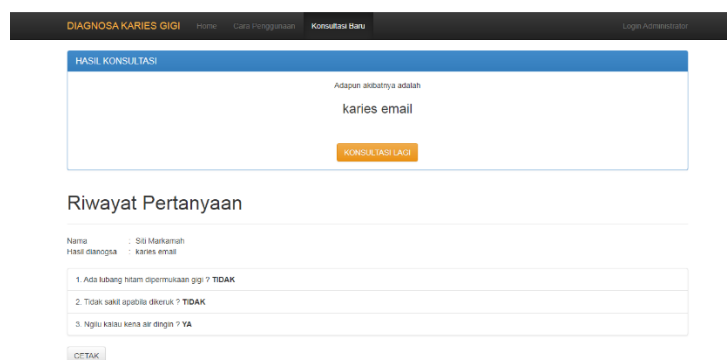 DIAGNOSA KARIES GIGI Home Cara Penggunaan Konsultasi Baru Login Administrator
HASIL KONSULTASI
Adapun akibatnya adalah
karies email
KONSULTASI LAGI
Riwayat Pertanyaan
Nama : Siti Markamah
Hasil dianogsa : karies email
1. Ada lubang hitam dipermukaan gigi ? TIDAK
2. Tidak sakit apabila dikeruk ? TIDAK
3. Ngilu kalau kena air dingin ? YA
CETAK